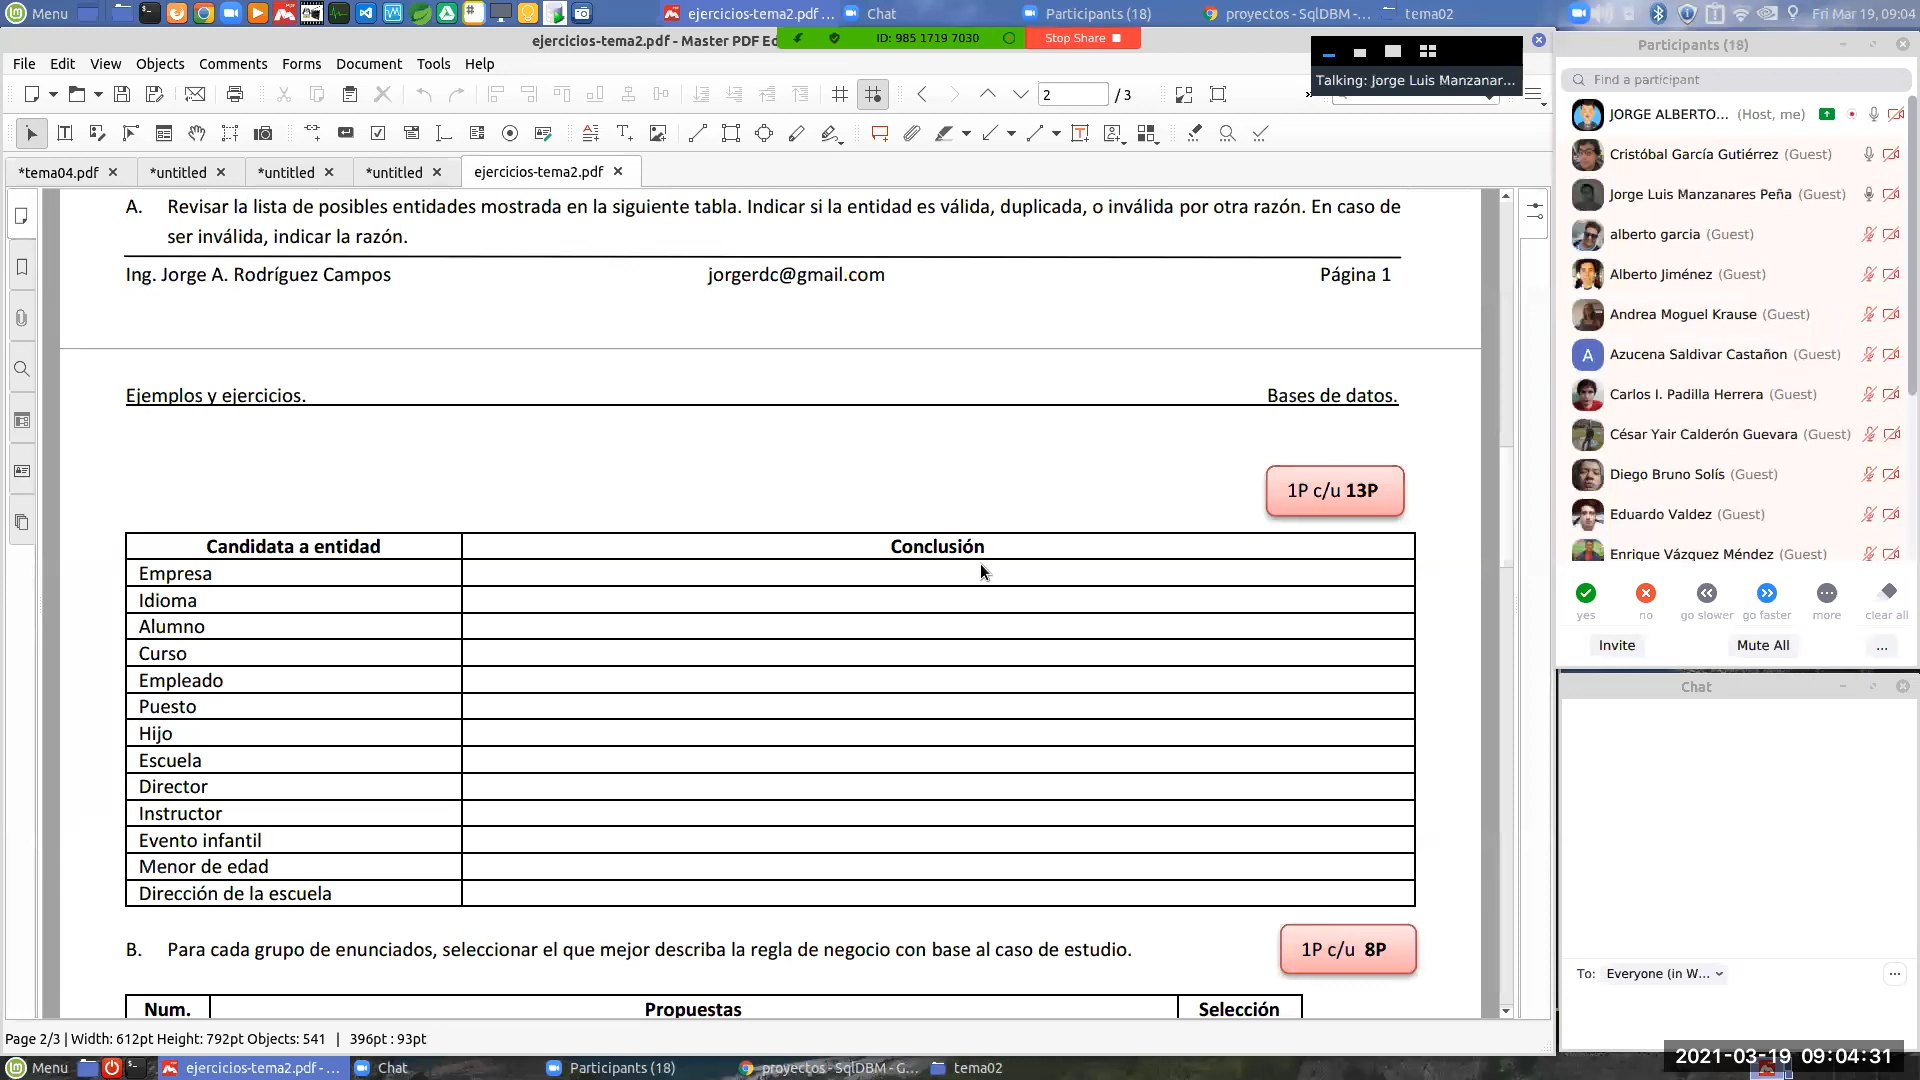 Menu
ejercicios-tema2.pdf ...
Chat
Participants (18)
proyectos - SqlDBM -...
tema02
Fri Mar 19, 09:04
ejercicios-tema2.pdf - Master PDF Ed
ID: 985 1719 7030
Stop Share
Talking: Jorge Luis Manzanar...
File Edit View Objects Comments Forms Document Tools Help
2 / 3
*tema04.pdf
*untitled
*untitled
*untitled
ejercicios-tema2.pdf
A. Revisar la lista de posibles entidades mostrada en la siguiente tabla. Indicar si la entidad es válida, duplicada, o inválida por otra razón. En caso de
ser inválida, indicar la razón.
Ing. Jorge A. Rodríguez Campos jorgerdc@gmail.com Página 1
Ejemplos y ejercicios. Bases de datos.
1P c/u 13P
Candidata a entidad Conclusión
Empresa
Idioma
Alumno
Curso
Empleado
Puesto
Hijo
Escuela
Director
Instructor
Evento infantil
Menor de edad
Dirección de la escuela
B. Para cada grupo de enunciados, seleccionar el que mejor describa la regla de negocio con base al caso de estudio.
1P c/u 8P
Num. Propuestas Selección
Page 2/3 | Width: 612pt Height: 792pt Objects: 541 | 396pt : 93pt
Participants (18)
Find a participant
JORGE ALBERTO... (Host, me)
Cristóbal García Gutiérrez (Guest)
Jorge Luis Manzanares Peña (Guest)
alberto garcia (Guest)
Alberto Jiménez (Guest)
Andrea Moguel Krause (Guest)
A Azucena Saldivar Castañon (Guest)
Carlos I. Padilla Herrera (Guest)
César Yair Calderón Guevara (Guest)
Diego Bruno Solís (Guest)
Eduardo Valdez (Guest)
Enrique Vázquez Méndez (Guest)
yes no go slower go faster more clear all
Invite Mute All ...
Chat
To: Everyone (in W...
Menu
ejercicios-tema2.pdf - ...
Chat
Participants (18)
proyectos - SqlDBM - G...
tema02
2021-03-19 09:04:31